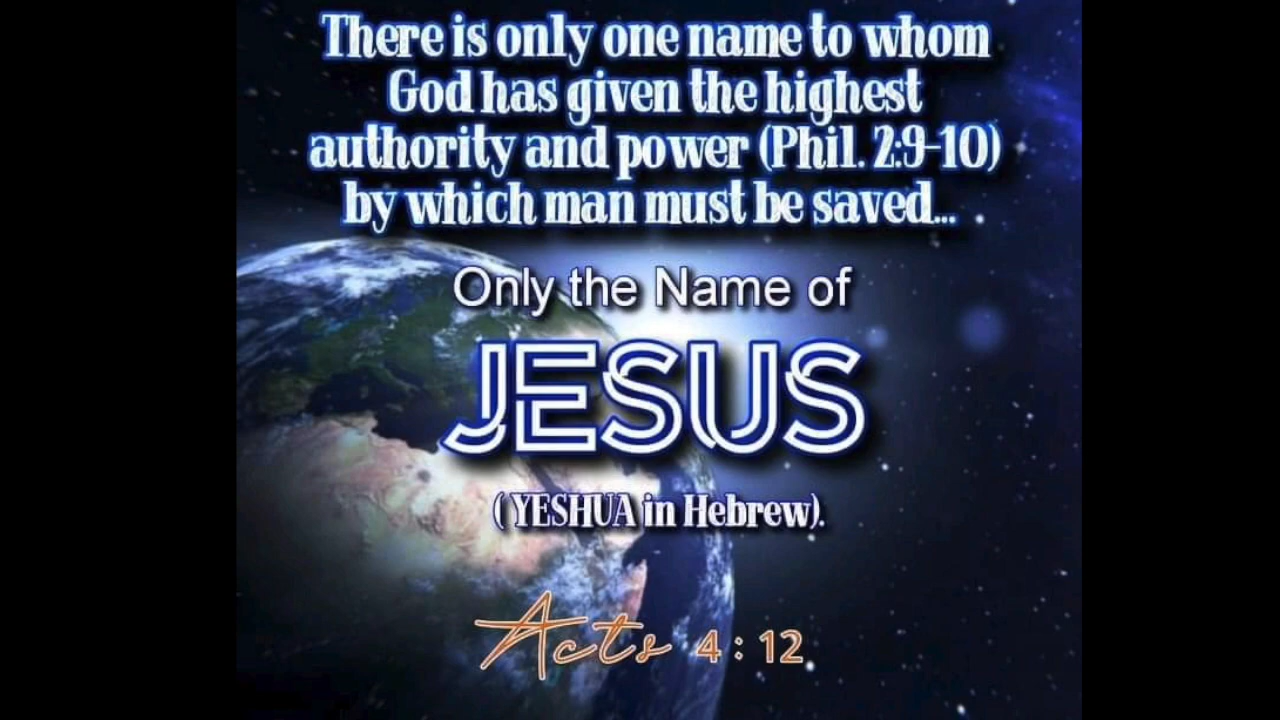 There is only one name to whom
God has given the highest
authority and power (Phil. 2:9-10)
by which man must be saved...
Only the Name of
JESUS
( YESHUA in Hebrew).
Acts 4 : 12